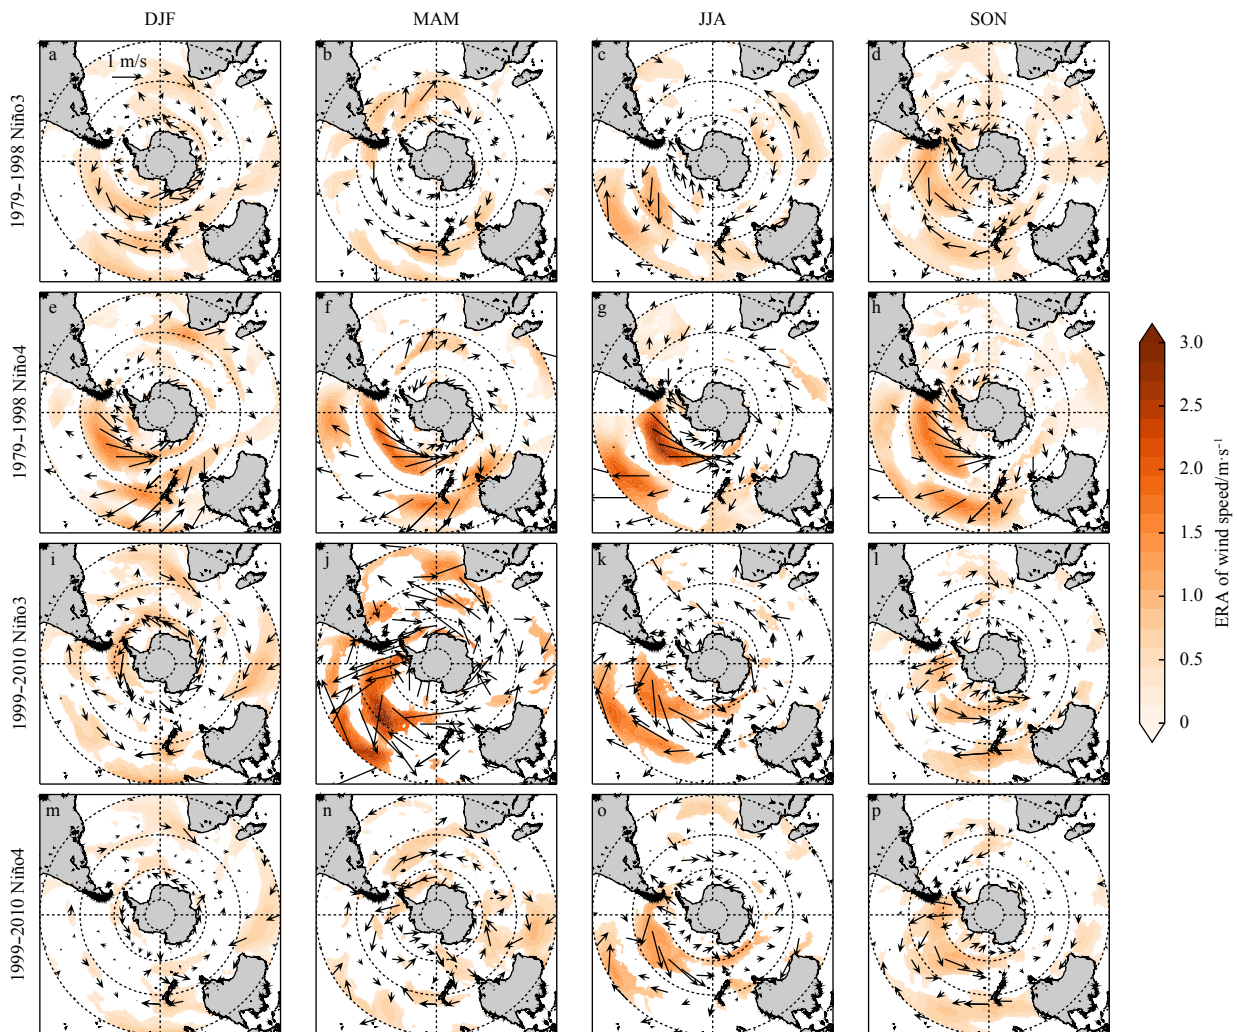 DJF MAM JJA SON
1979–1998 Niño3
a
1 m/s
b
c
d
1979–1998 Niño4
e
f
g
h
1999–2010 Niño3
i
j
k
l
1999–2010 Niño4
m
n
o
p
3.0
2.5
2.0
1.5
1.0
0.5
0
ERA of wind speed/m·s⁻¹